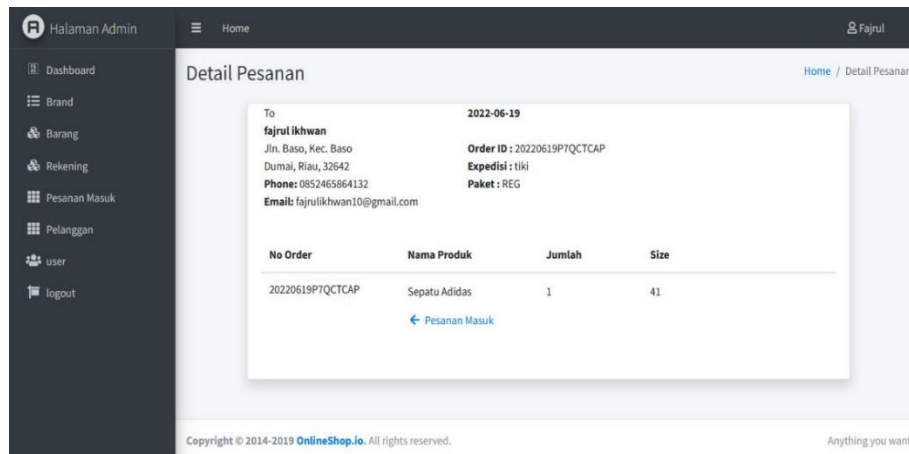 Halaman Admin
Home
Fajrul
Dashboard
Brand
Barang
Rekening
Pesanan Masuk
Pelanggan
user
logout
Detail Pesanan
Home / Detail Pesanan
To
fajrul ikhwan
Jln. Baso, Kec. Baso
Dumai, Riau, 32642
Phone: 0852465864132
Email: fajrulikhwan10@gmail.com
2022-06-19
Order ID : 20220619P7QCTCAP
Expedisi : tiki
Paket : REG
No Order Nama Produk Jumlah Size
20220619P7QCTCAP Sepatu Adidas 1 41
← Pesanan Masuk
Copyright © 2014-2019 OnlineShop.io. All rights reserved.
Anything you want